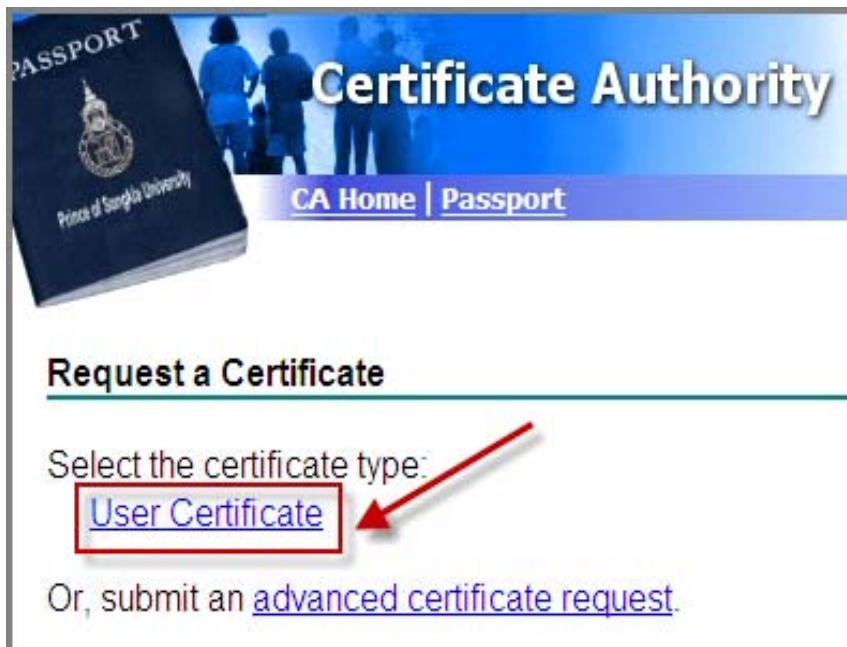 PASSPORT
Prince of Songkla University
Certificate Authority
CA Home | Passport
Request a Certificate
Select the certificate type:
User Certificate
Or, submit an advanced certificate request.